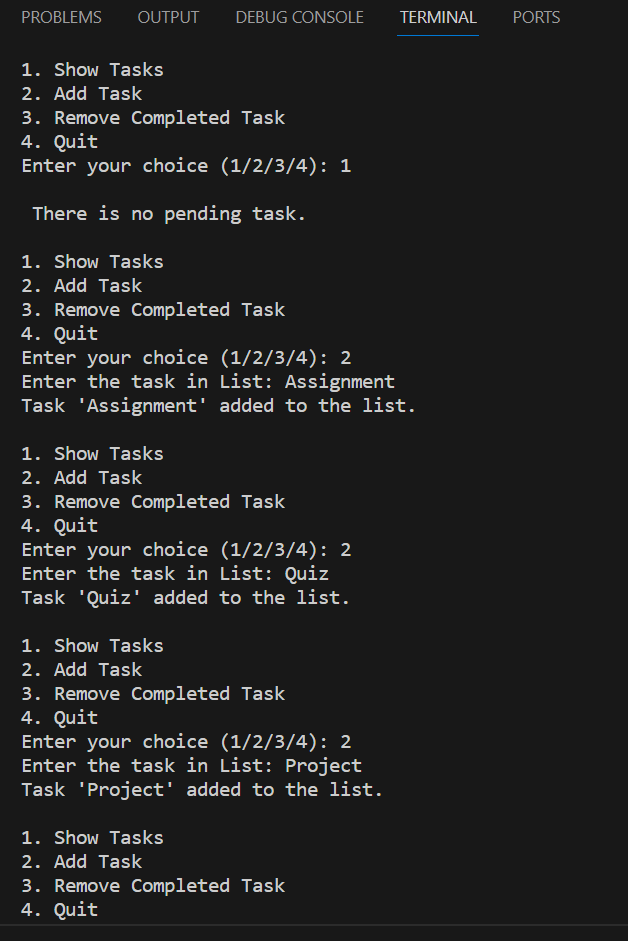 PROBLEMS OUTPUT DEBUG CONSOLE TERMINAL PORTS
1. Show Tasks
2. Add Task
3. Remove Completed Task
4. Quit
Enter your choice (1/2/3/4): 1
There is no pending task.
1. Show Tasks
2. Add Task
3. Remove Completed Task
4. Quit
Enter your choice (1/2/3/4): 2
Enter the task in List: Assignment
Task 'Assignment' added to the list.
1. Show Tasks
2. Add Task
3. Remove Completed Task
4. Quit
Enter your choice (1/2/3/4): 2
Enter the task in List: Quiz
Task 'Quiz' added to the list.
1. Show Tasks
2. Add Task
3. Remove Completed Task
4. Quit
Enter your choice (1/2/3/4): 2
Enter the task in List: Project
Task 'Project' added to the list.
1. Show Tasks
2. Add Task
3. Remove Completed Task
4. Quit